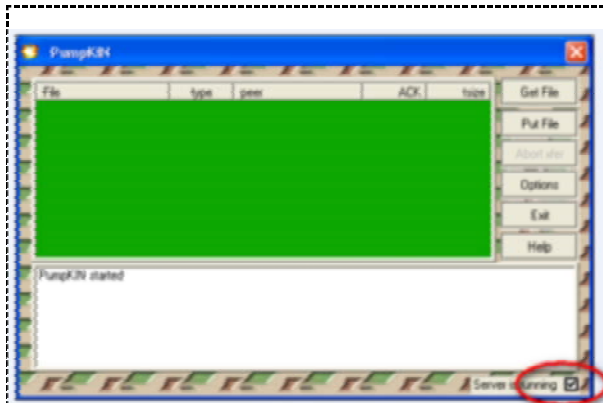 PumpKIN
File type peer ACK tsize
Get File
Put File
Abort xfer
Options
Exit
Help
PumpKIN started
Server is running